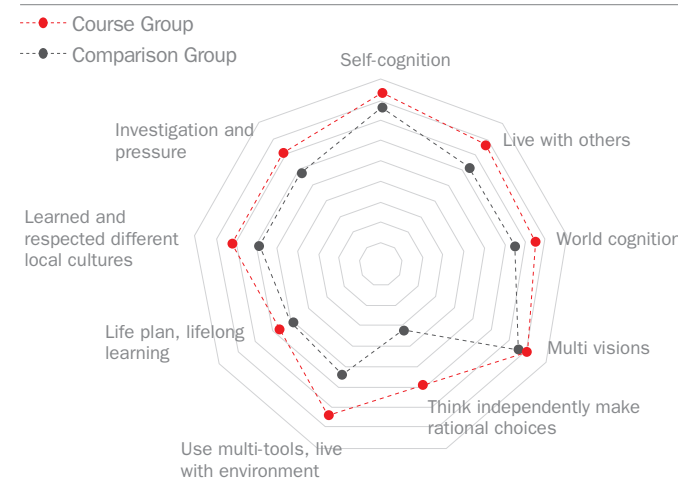 Course Group
Comparison Group
Self-cognition
Investigation and
pressure
Live with others
Learned and
respected different
local cultures
World cognition
Life plan, lifelong
learning
Multi visions
Think independently make
rational choices
Use multi-tools, live
with environment